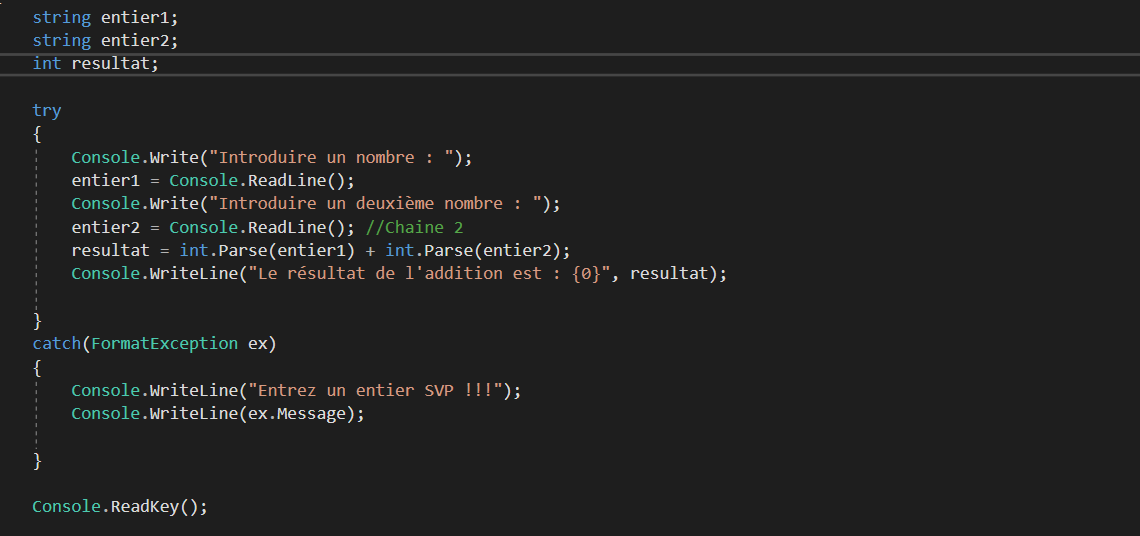 string entier1;
string entier2;
int resultat;
try
{
Console.Write("Introduire un nombre : ");
entier1 = Console.ReadLine();
Console.Write("Introduire un deuxième nombre : ");
entier2 = Console.ReadLine(); //Chaine 2
resultat = int.Parse(entier1) + int.Parse(entier2);
Console.WriteLine("Le résultat de l'addition est : {0}", resultat);
}
catch(FormatException ex)
{
Console.WriteLine("Entrez un entier SVP !!!");
Console.WriteLine(ex.Message);
}
Console.ReadKey();